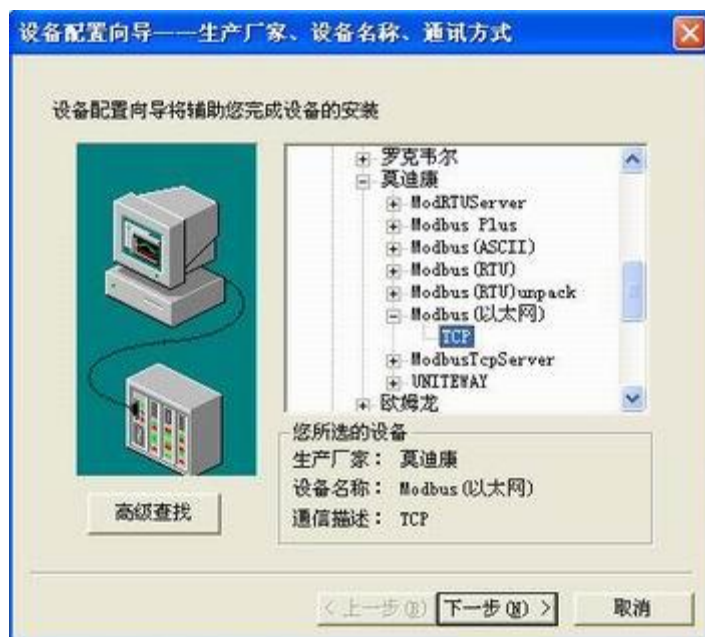 设备配置向导——生产厂家、设备名称、通讯方式
设备配置向导将辅助您完成设备的安装
罗克韦尔
莫迪康
ModRTUServer
Modbus Plus
Modbus(ASCII)
Modbus(RTU)
Modbus(RTU)unpack
Modbus(以太网)
TCP
ModbusTcpServer
UNITEWAY
欧姆龙
您所选的设备
生产厂家： 莫迪康
设备名称： Modbus(以太网)
通信描述： TCP
高级查找
< 上一步(B)
下一步(N) >
取消